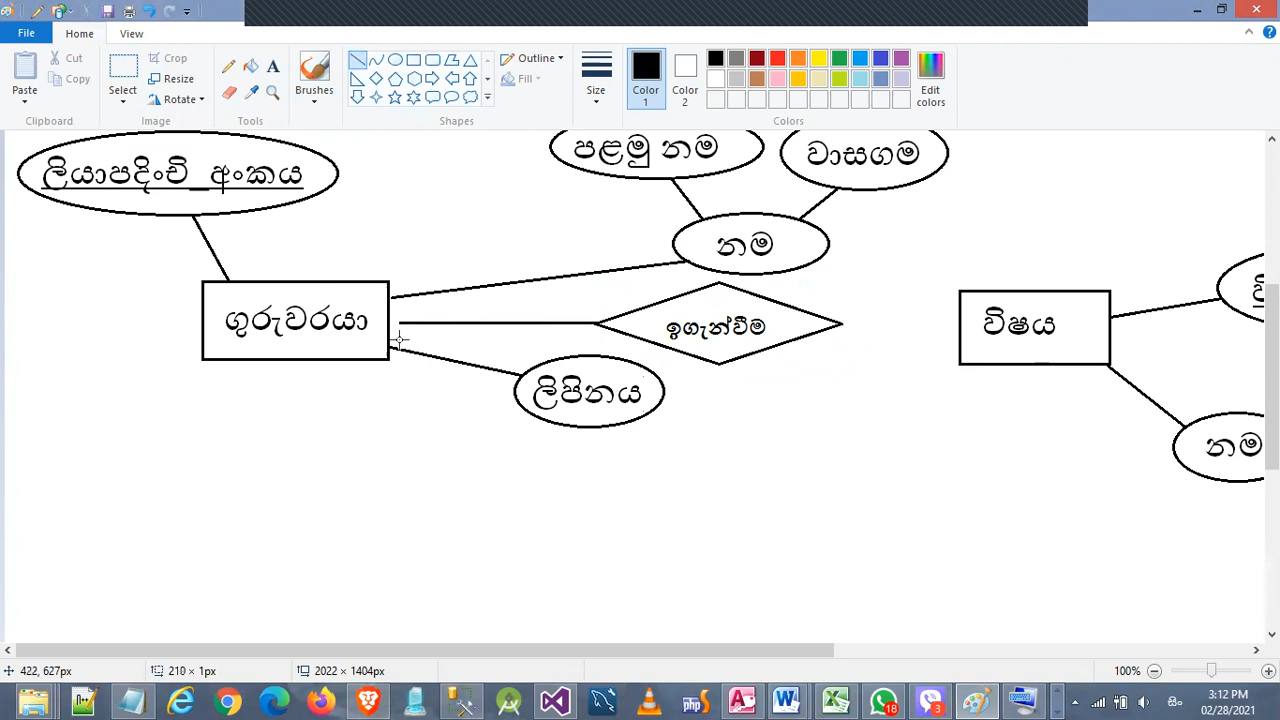 File
Home
View
Paste
Cut
Copy
Clipboard
Select
Crop
Resize
Rotate
Image
Tools
Brushes
Shapes
Outline
Fill
Size
Color 1
Color 2
Edit colors
Colors
ලියාපදිංචි_අංකය
පළමු නම
වාසගම
නම
ගුරුවරයා
ඉගැන්වීම
විෂය
ලිපිනය
නම
422, 627px
210 × 1px
2022 × 1404px
100%
3:12 PM
02/28/2021
18
3